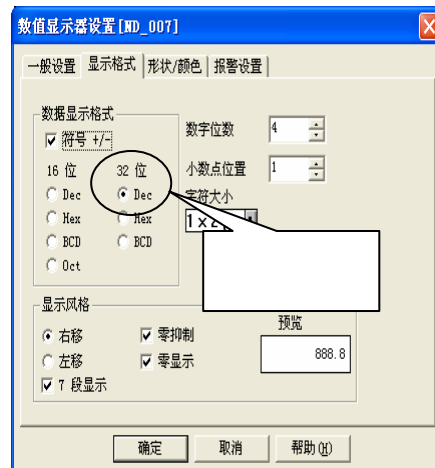 数值显示器设置[ND_007]
一般设置 显示格式 形状/颜色 报警设置
数据显示格式
符号 +/-
16 位 32 位
Dec Dec
Hex Hex
BCD BCD
Oct
数字位数 4
小数点位置 1
字符大小
显示风格
右移 零抑制
左移 零显示
7 段显示
预览
888.8
确定 取消 帮助(H)